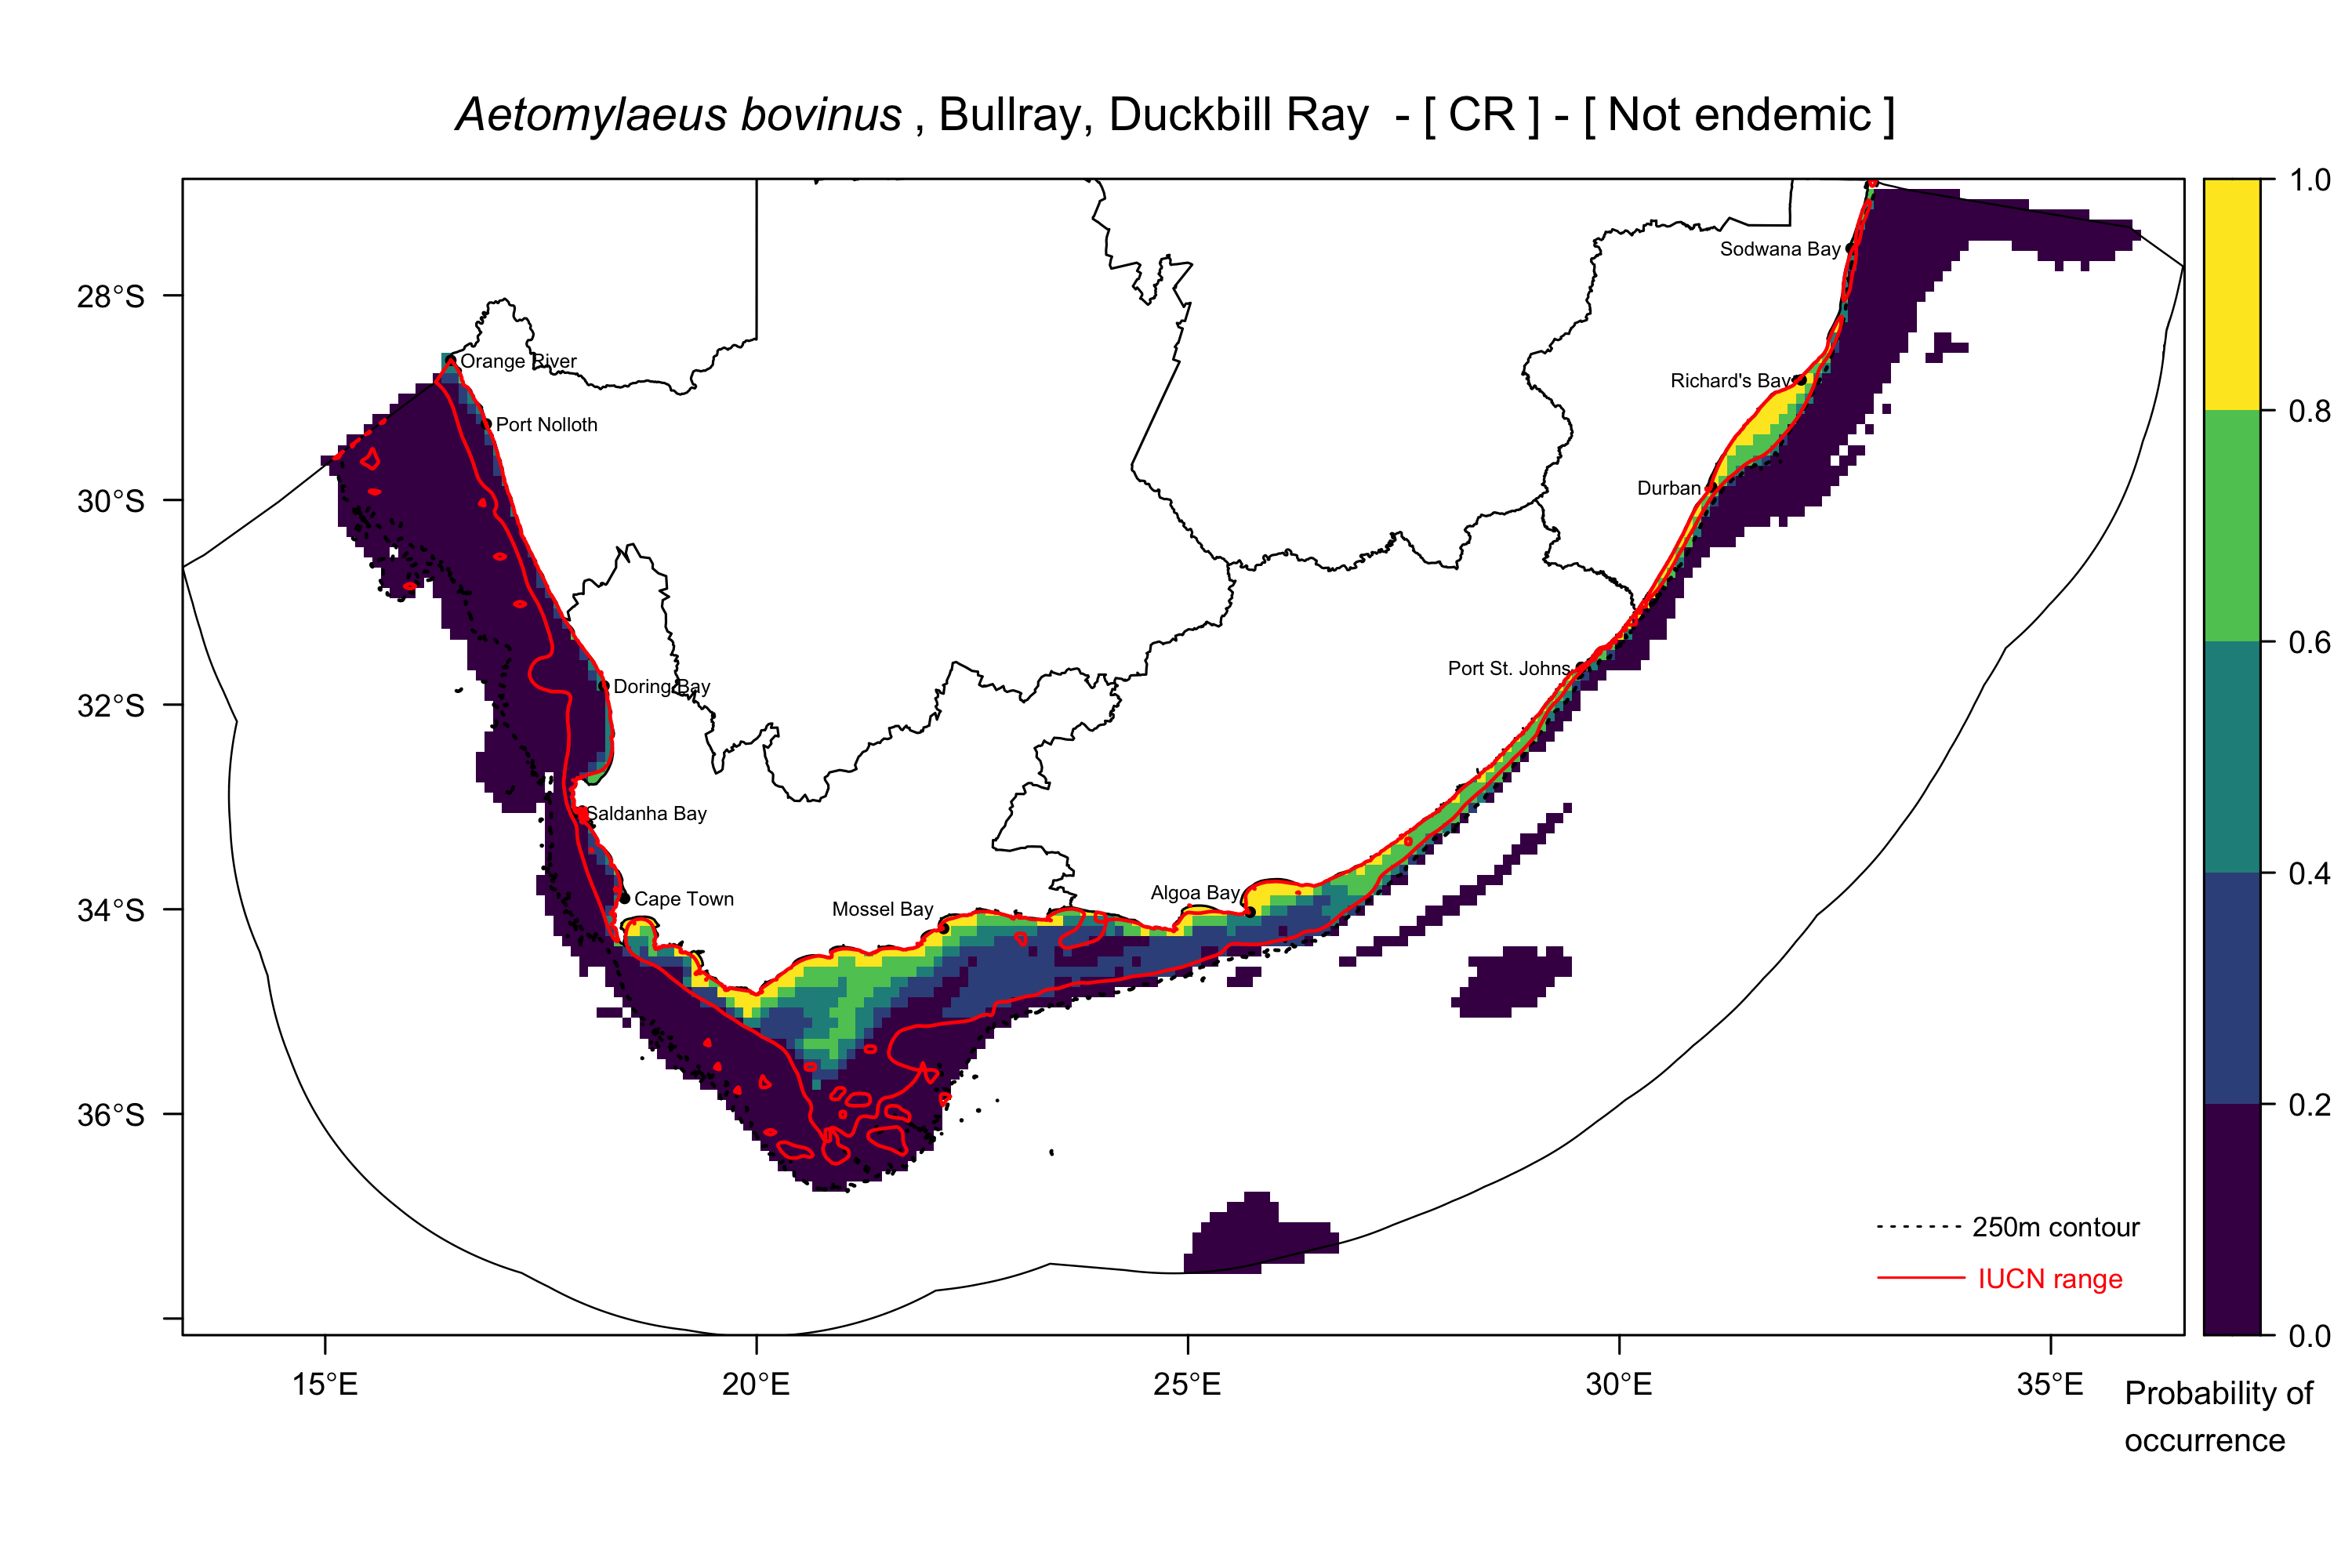 Aetomylaeus bovinus , Bullray, Duckbill Ray - [ CR ] - [ Not endemic ]
1.0
Sodwana Bay
28°S
Orange River
Richard's Bay
0.8
Port Nolloth
Durban
30°S
0.6
Port St. Johns
Doring Bay
32°S
Saldanha Bay
0.4
Algoa Bay
Cape Town
Mossel Bay
34°S
0.2
36°S
250m contour
IUCN range
0.0
15°E
20°E
25°E
30°E
35°E
Probability of
occurrence